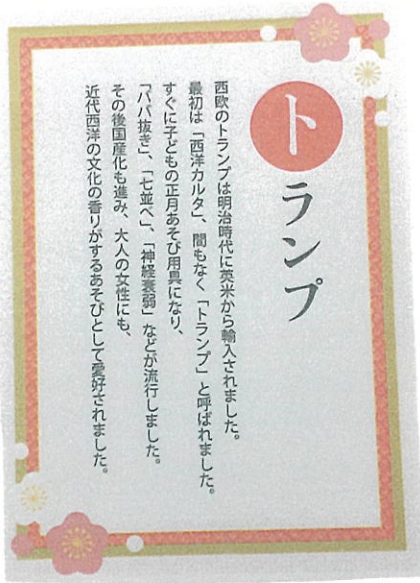 トランプ
西欧のトランプは明治時代に英米から輸入されました。
最初は「西洋カルタ」、間もなく「トランプ」と呼ばれました。
すぐに子どもの正月あそび用具になり、
「ババ抜き」、「七並べ」、「神経衰弱」などが流行しました。
その後国産化も進み、大人の女性にも、
近代西洋の文化の香りがするあそびとして愛好されました。